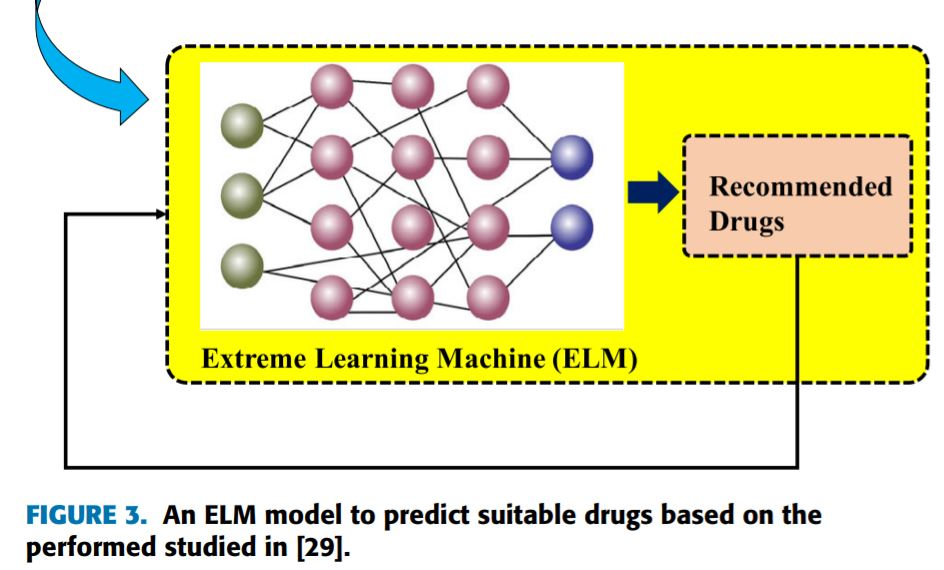 Recommended
Drugs
Extreme Learning Machine (ELM)
FIGURE 3. An ELM model to predict suitable drugs based on the
performed studied in [29].